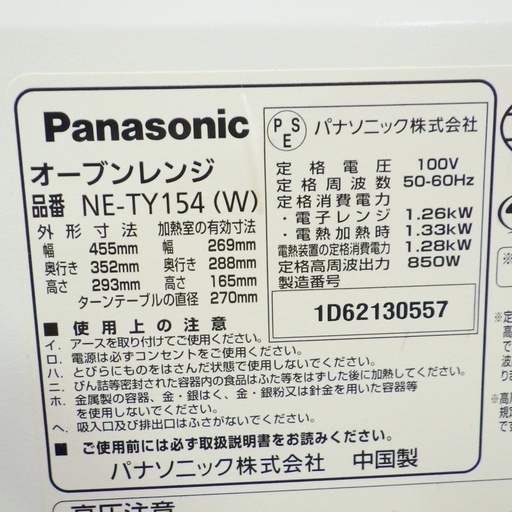 Panasonic
オーブンレンジ
品番 NE-TY154(W)
外形寸法 加熱室の有効寸法
幅 455mm 幅 269mm
奥行き 352mm 奥行き 288mm
高さ 293mm 高さ 165mm
ターンテーブルの直径 270mm
PSE パナソニック株式会社
定格電圧 100V
定格周波数 50-60Hz
定格消費電力
・電子レンジ 1.26kW
・電熱加熱時 1.33kW
電熱装置の定格消費電力 1.28kW
定格高周波出力 850W
製造番号
1D62130557
■ 使用上の注意
イ. アースを取り付けてご使用ください。
ロ. 電源は必ずコンセントをご使用ください。
ハ. とびらにものをはさんだ状態で使用しないでください。
ニ. びん詰等密封された容器内の食品はふた等をはずした後に加熱してください。
ホ. 金属製の容器、金・銀はく、金・銀粉又は針金を用いた容器等
を使用しないでください。
ヘ. 吸入口及び排出口はふさがないでください。
■ ご使用前には必ず取扱説明書をお読みください。
パナソニック株式会社 中国製
高圧注意